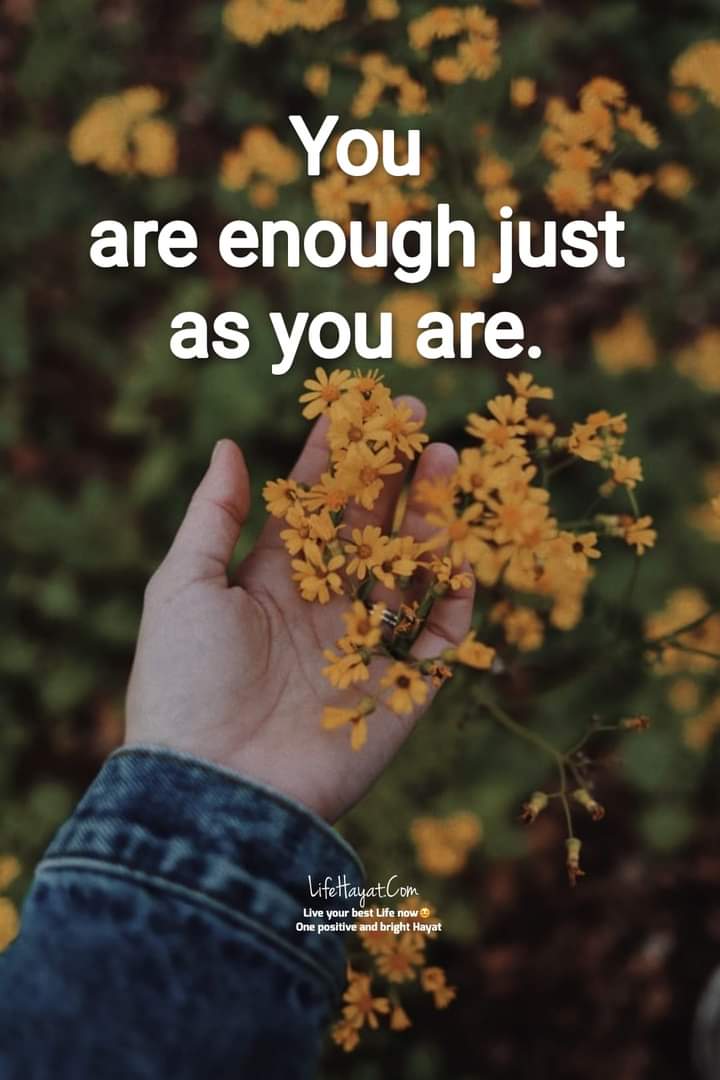 You
are enough just
as you are.
LifeHayat.Com
Live your best Life now😉
One positive and bright Hayat